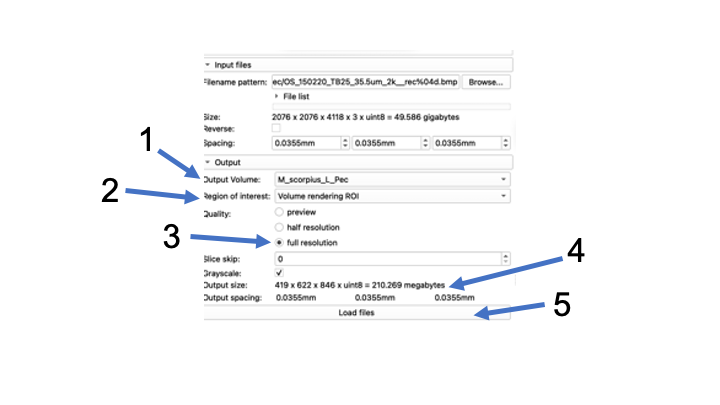 Input files
Filename pattern: ec/OS_150220_TB25_35.5um_2k__rec%04d.bmp Browse...
File list
Size: 2076 x 2076 x 4118 x 3 x uint8 = 49.586 gigabytes
Reverse:
Spacing: 0.0355mm 0.0355mm 0.0355mm
Output
1
Output Volume: M_scorpius_L_Pec
2
Region of interest: Volume rendering ROI
Quality: preview
half resolution
3
full resolution
Slice skip: 0
Grayscale:
4
Output size: 419 x 622 x 846 x uint8 = 210.269 megabytes
Output spacing: 0.0355mm 0.0355mm 0.0355mm
5
Load files